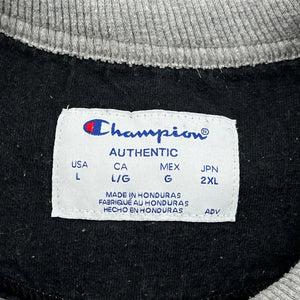 Champion®
AUTHENTIC
USA CA MEX JPN
L L/G G 2XL
MADE IN HONDURAS
FABRIQUÉ AU HONDURAS
HECHO EN HONDURAS ADV